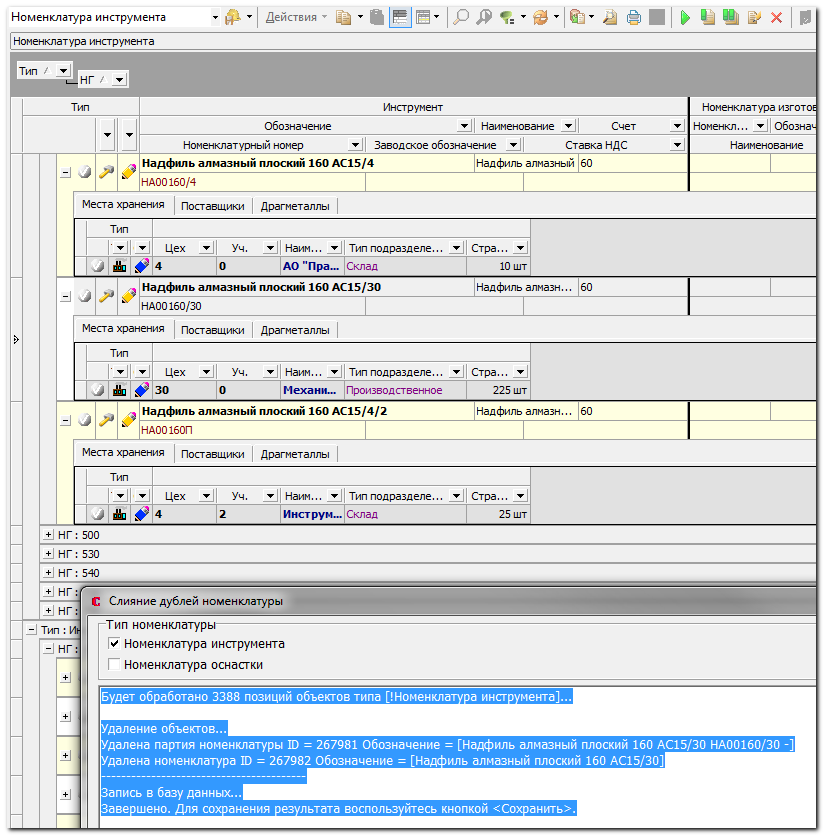 Номенклатура инструмента
Действия
Номенклатура инструмента
Тип
НГ
Тип
Инструмент
Номенклатура изгото
Обозначение
Наименование
Счет
Номенкл...
Обознач
Номенклатурный номер
Заводское обозначение
Ставка НДС
Наименование
Надфиль алмазный плоский 160 АС15/4
Надфиль алмазный
60
НА00160/4
Места хранения
Поставщики
Драгметаллы
Тип
Цех
Уч.
Наим...
Тип подразделе...
Стра...
4
0
АО "Пра...
Склад
10 шт
Надфиль алмазный плоский 160 АС15/30
Надфиль алмазн...
60
НА00160/30
Места хранения
Поставщики
Драгметаллы
Тип
Цех
Уч.
Наим...
Тип подразделе...
Стра...
30
0
Механи...
Производственное
225 шт
Надфиль алмазный плоский 160 АС15/4/2
Надфиль алмазн...
60
НА00160П
Места хранения
Поставщики
Драгметаллы
Тип
Цех
Уч.
Наим...
Тип подразделе...
Стра...
4
2
Инструм...
Склад
25 шт
НГ : 500
НГ : 530
НГ : 540
НГ :
НГ :
Тип : Ин
НГ :
Слияние дублей номенклатуры
Тип номенклатуры
Номенклатура инструмента
Номенклатура оснастки
Будет обработано 3388 позиций объектов типа [!Номенклатура инструмента]...
Удаление объектов...
Удалена партия номенклатуры ID = 267981 Обозначение = [Надфиль алмазный плоский 160 АС15/30 НА00160/30 -]
Удалена номенклатура ID = 267982 Обозначение = [Надфиль алмазный плоский 160 АС15/30]
----------------------------------------
Запись в базу данных...
Завершено. Для сохранения результата воспользуйтесь кнопкой <Сохранить>.